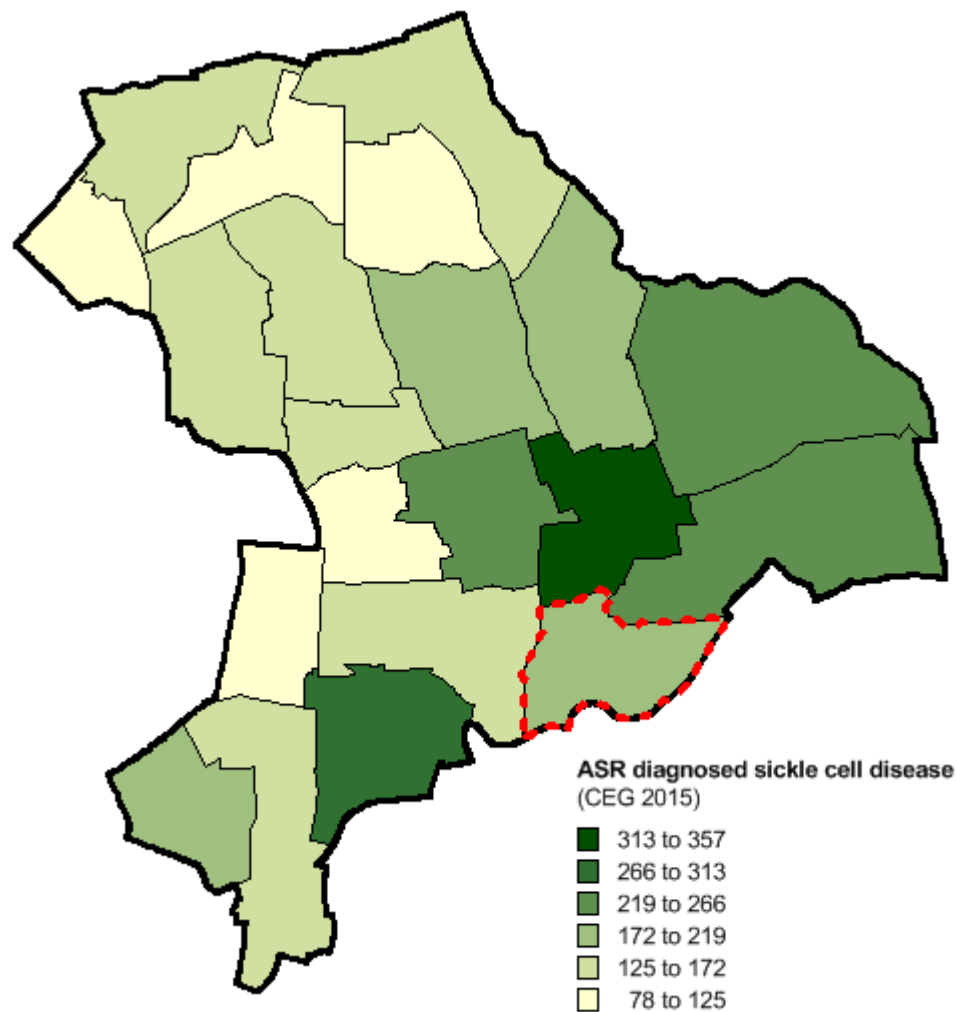 ASR diagnosed sickle cell disease
(CEG 2015)
313 to 357
266 to 313
219 to 266
172 to 219
125 to 172
78 to 125